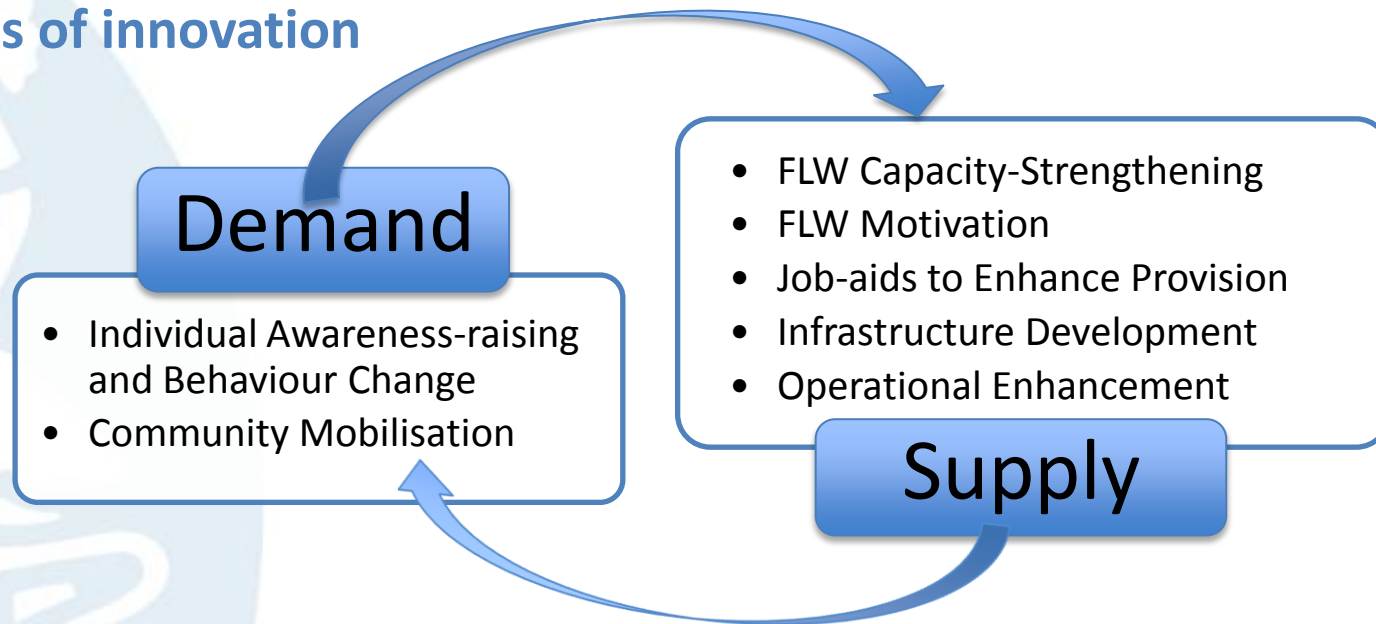 s of innovation
Demand
• Individual Awareness-raising
and Behaviour Change
• Community Mobilisation
• FLW Capacity-Strengthening
• FLW Motivation
• Job-aids to Enhance Provision
• Infrastructure Development
• Operational Enhancement
Supply